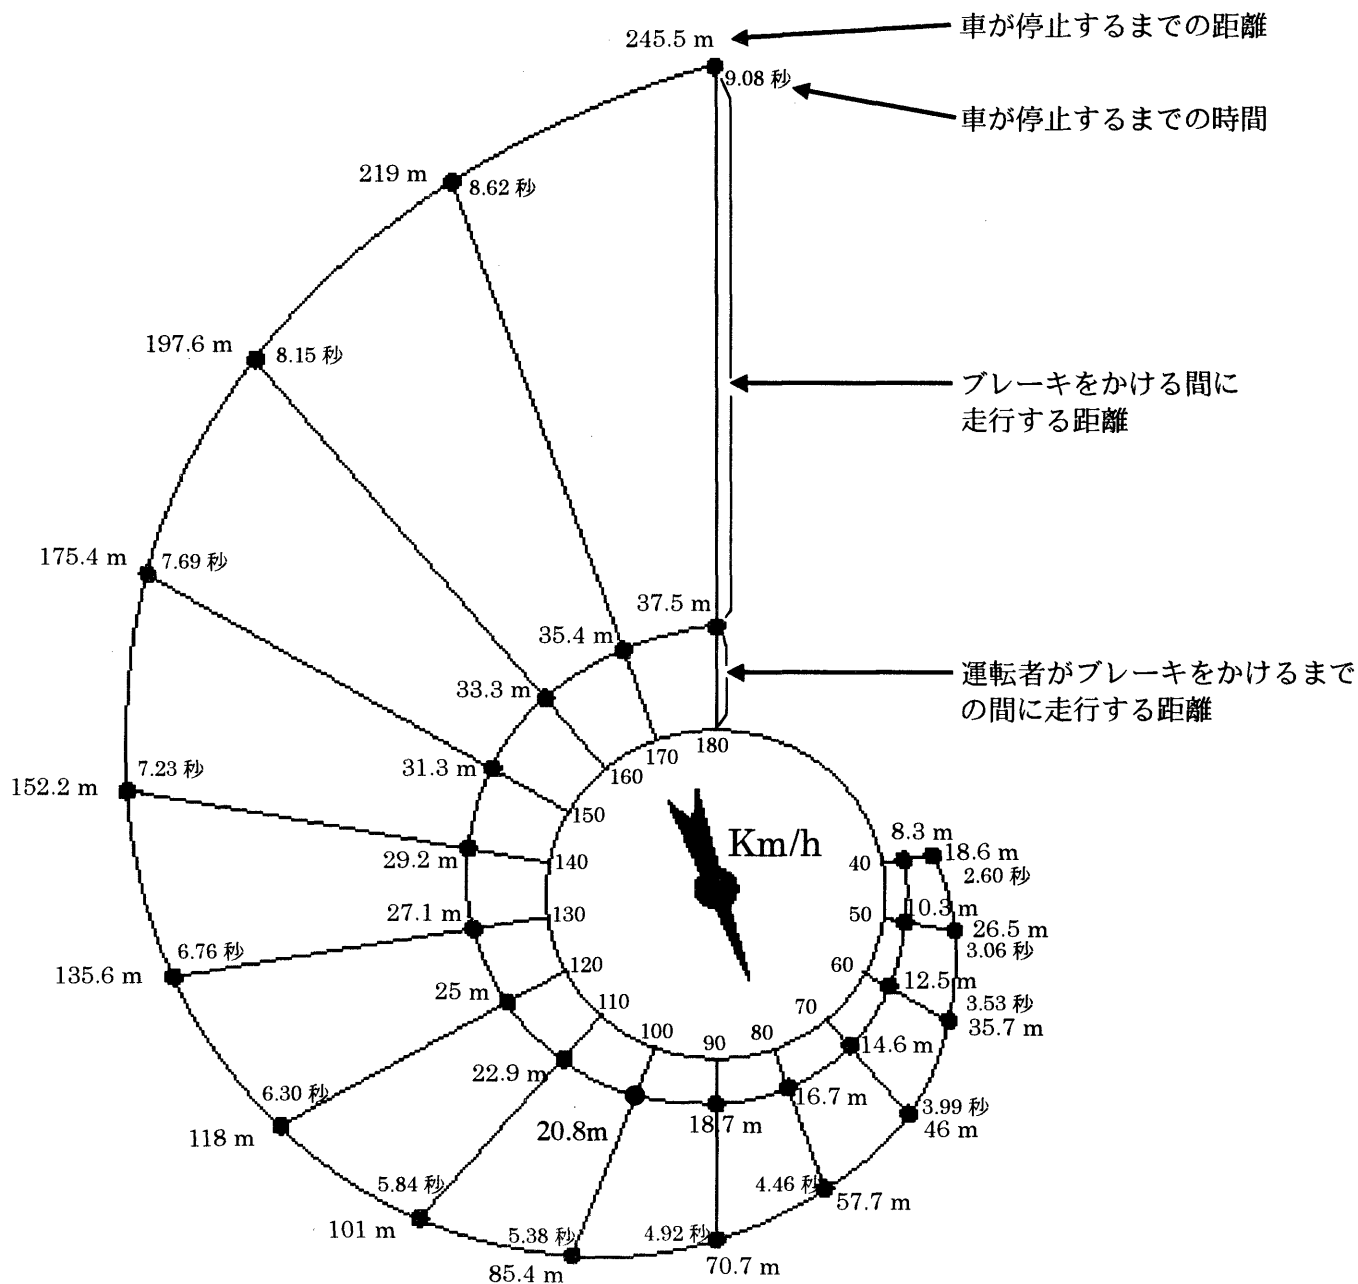 245.5 m
車が停止するまでの距離
9.08 秒
車が停止するまでの時間
219 m
8.62 秒
197.6 m
8.15 秒
ブレーキをかける間に
走行する距離
175.4 m
7.69 秒
37.5 m
35.4 m
運転者がブレーキをかけるまで
の間に走行する距離
33.3 m
31.3 m
152.2 m
7.23 秒
29.2 m
27.1 m
135.6 m
6.76 秒
25 m
22.9 m
118 m
6.30 秒
20.8m
101 m
5.84 秒
85.4 m
5.38 秒
180
170
160
150
140
130
120
110
100
90
80
70
60
50
40
Km/h
8.3 m
18.6 m
2.60 秒
10.3 m
26.5 m
3.06 秒
12.5 m
3.53 秒
35.7 m
14.6 m
3.99 秒
46 m
16.7 m
4.46 秒
57.7 m
18.7 m
4.92 秒
70.7 m